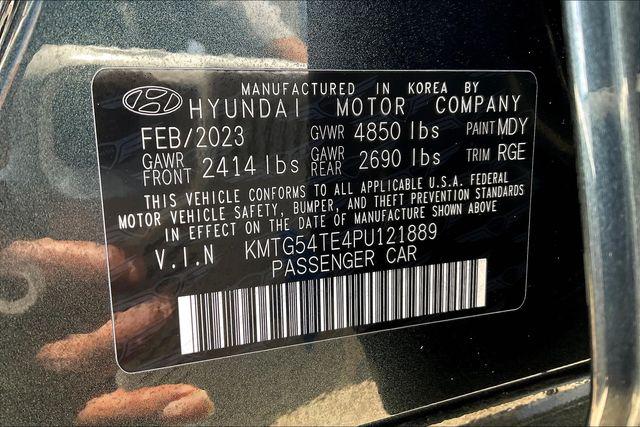 MANUFACTURED IN KOREA BY
HYUNDAI MOTOR COMPANY
FEB/2023 GVWR 4850 lbs PAINT MDY
GAWR FRONT 2414 lbs GAWR REAR 2690 lbs TRIM RGE
THIS VEHICLE CONFORMS TO ALL APPLICABLE U.S.A. FEDERAL
MOTOR VEHICLE SAFETY, BUMPER, AND THEFT PREVENTION STANDARDS
IN EFFECT ON THE DATE OF MANUFACTURE SHOWN ABOVE
V.I.N KMTG54TE4PU121889
PASSENGER CAR